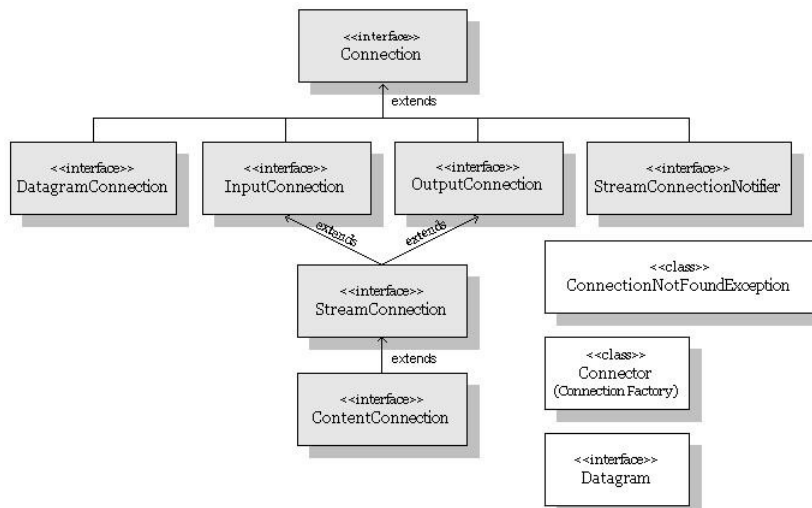 <<interface>>
Connection
extends
<<interface>>
DatagramConnection
<<interface>>
InputConnection
<<interface>>
OutputConnection
<<interface>>
StreamConnectionNotifier
extends
extends
<<interface>>
StreamConnection
<<class>>
ConnectionNotFoundException
extends
<<class>>
Connector
(Connection Factory)
<<interface>>
ContentConnection
<<interface>>
Datagram